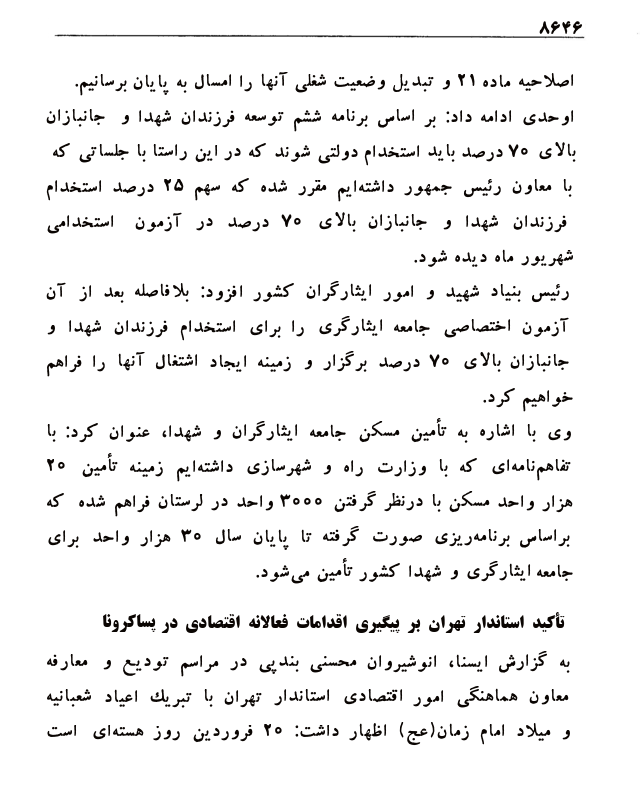 ۸۶۴۶
اصلاحیه ماده ۲۱ و تبدیل وضعیت شغلی آنها را امسال به پایان برسانیم.
اوحدی ادامه داد: بر اساس برنامه ششم توسعه فرزندان شهدا و جانبازان
بالای ۷۰ درصد باید استخدام دولتی شوند که در این راستا با جلساتی که
با معاون رئیس جمهور داشته‌ایم مقرر شده که سهم ۲۵ درصد استخدام
فرزندان شهدا و جانبازان بالای ۷۰ درصد در آزمون استخدامی
شهریور ماه دیده شود.
رئیس بنیاد شهید و امور ایثارگران کشور افزود: بلافاصله بعد از آن
آزمون اختصاصی جامعه ایثارگری را برای استخدام فرزندان شهدا و
جانبازان بالای ۷۰ درصد برگزار و زمینه ایجاد اشتغال آنها را فراهم
خواهیم کرد.
وی با اشاره به تأمین مسکن جامعه ایثارگران و شهدا، عنوان کرد: با
تفاهم‌نامه‌ای که با وزارت راه و شهرسازی داشته‌ایم زمینه تأمین ۲۰
هزار واحد مسکن با درنظر گرفتن ۳۰۰۰ واحد در لرستان فراهم شده که
براساس برنامه‌ریزی صورت گرفته تا پایان سال ۳۰ هزار واحد برای
جامعه ایثارگری و شهدا کشور تأمین می‌شود.
تأکید استاندار تهران بر پیگیری اقدامات فعالانه اقتصادی در پساکرونا
به گزارش ایسنا، انوشیروان محسنی بندپی در مراسم تودیع و معارفه
معاون هماهنگی امور اقتصادی استاندار تهران با تبریک اعیاد شعبانیه
و میلاد امام زمان(عج) اظهار داشت: ۲۰ فروردین روز هسته‌ای است